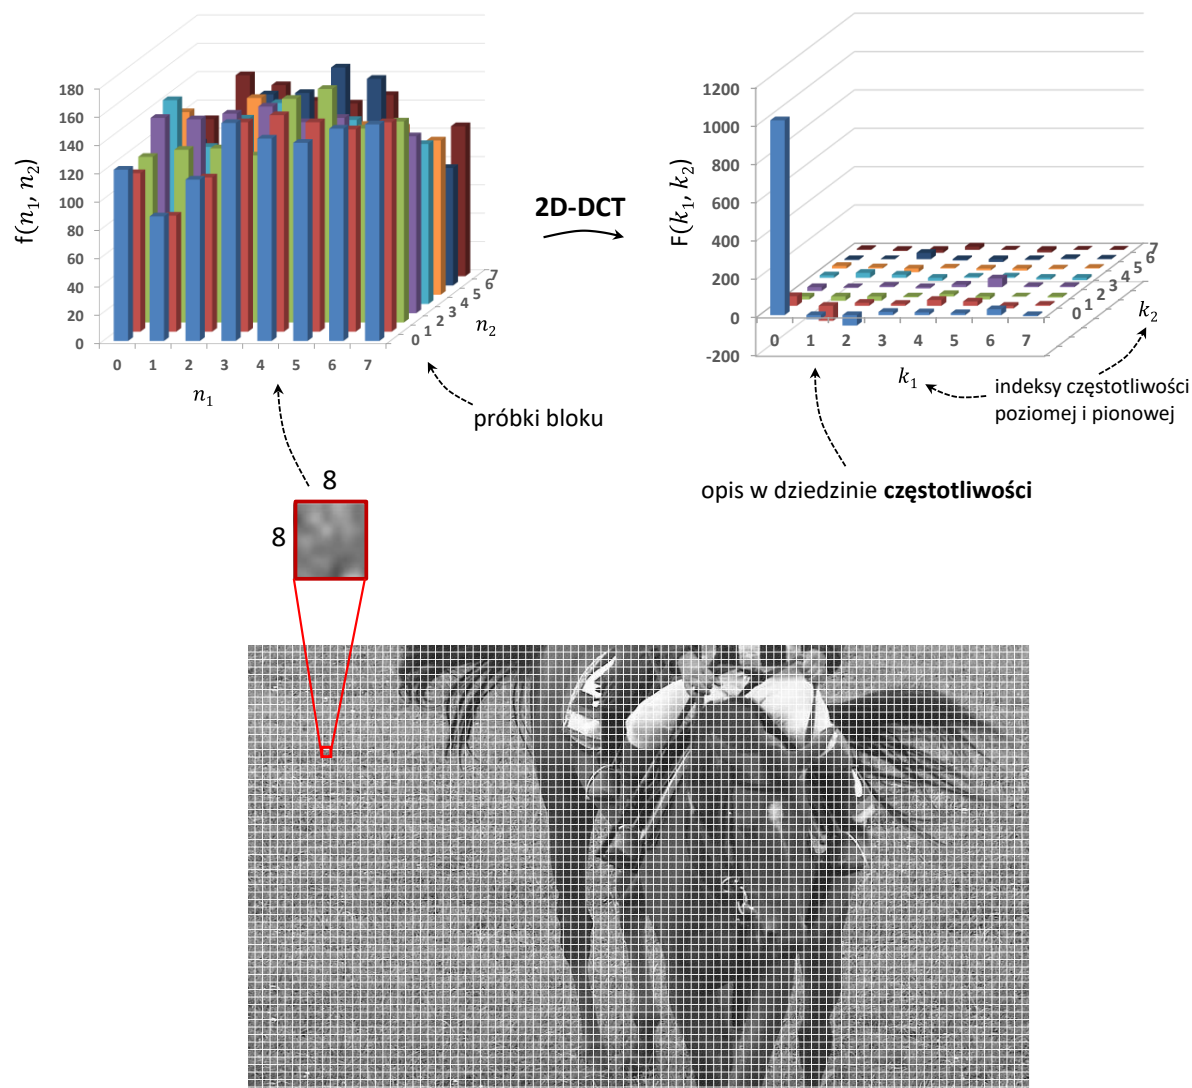 180
160
140
120
100
80
60
40
20
0
f(n₁, n₂)
0 1 2 3 4 5 6 7
n₁
0 1 2 3 4 5 6 7
n₂
próbki bloku
2D-DCT
1200
1000
800
600
400
200
0
-200
F(k₁, k₂)
0 1 2 3 4 5 6 7
k₁
0 1 2 3 4 5 6 7
k₂
indeksy częstotliwości
poziomej i pionowej
opis w dziedzinie częstotliwości
8
8